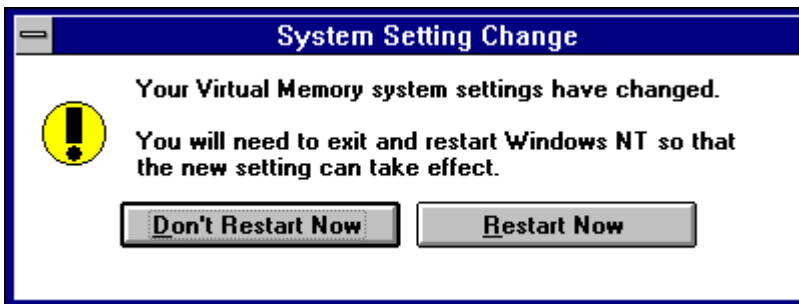 System Setting Change
Your Virtual Memory system settings have changed.
You will need to exit and restart Windows NT so that
the new setting can take effect.
Don't Restart Now
Restart Now